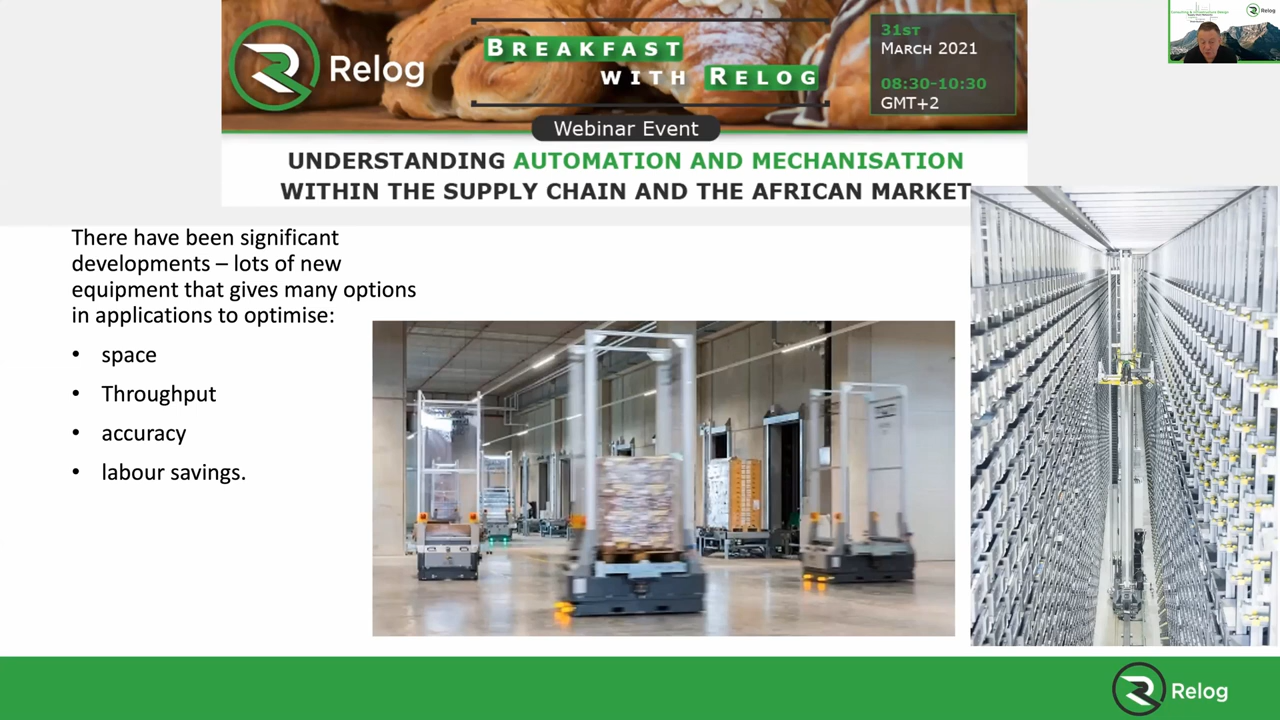 Relog
BREAKFAST
WITH RELOG
31ST
MARCH 2021
08:30-10:30
GMT+2
Webinar Event
UNDERSTANDING AUTOMATION AND MECHANISATION
WITHIN THE SUPPLY CHAIN AND THE AFRICAN MARKET
Relog
There have been significant
developments – lots of new
equipment that gives many options
in applications to optimise:
• space
• Throughput
• accuracy
• labour savings.
Relog